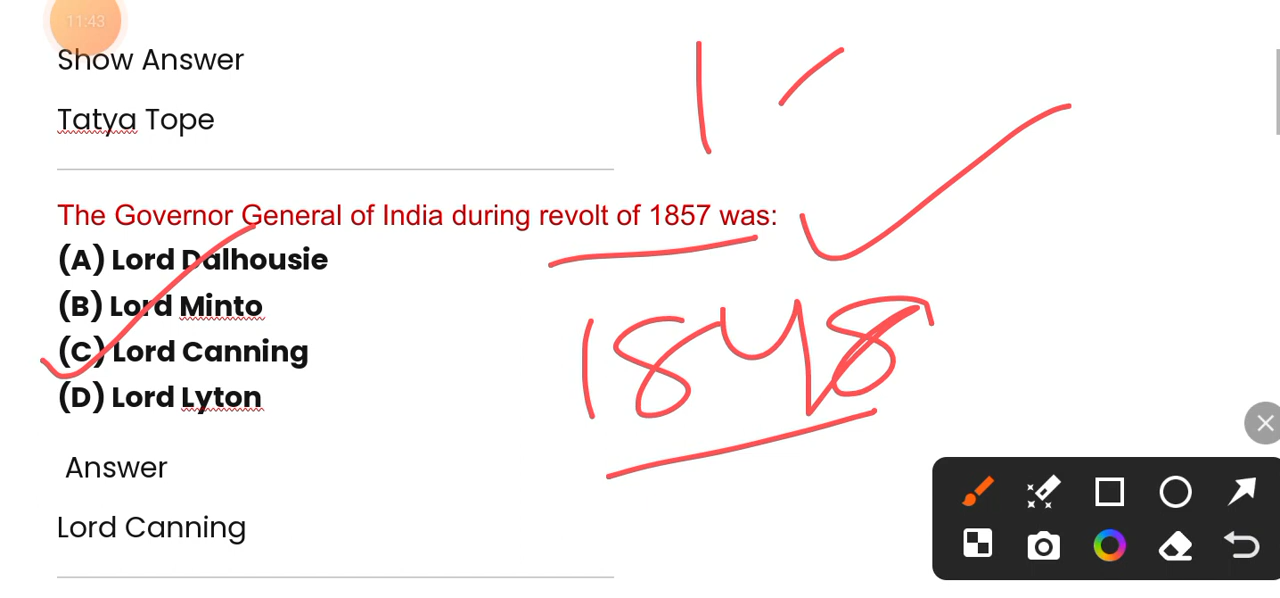 11:43
Show Answer
Tatya Tope
The Governor General of India during revolt of 1857 was:
(A) Lord Dalhousie
(B) Lord Minto
(C) Lord Canning
(D) Lord Lyton
1848
Answer
Lord Canning